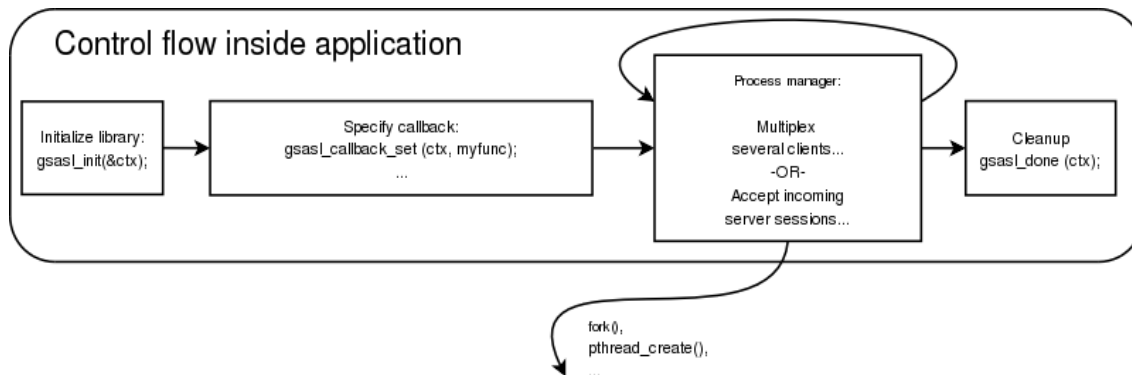 Control flow inside application
Initialize library:
gsasl_init(&ctx);
Specify callback:
gsasl_callback_set (ctx, myfunc);
...
Process manager:
Multiplex
several clients...
-OR-
Accept incoming
server sessions...
Cleanup
gsasl_done (ctx);
fork(),
pthread_create(),
...